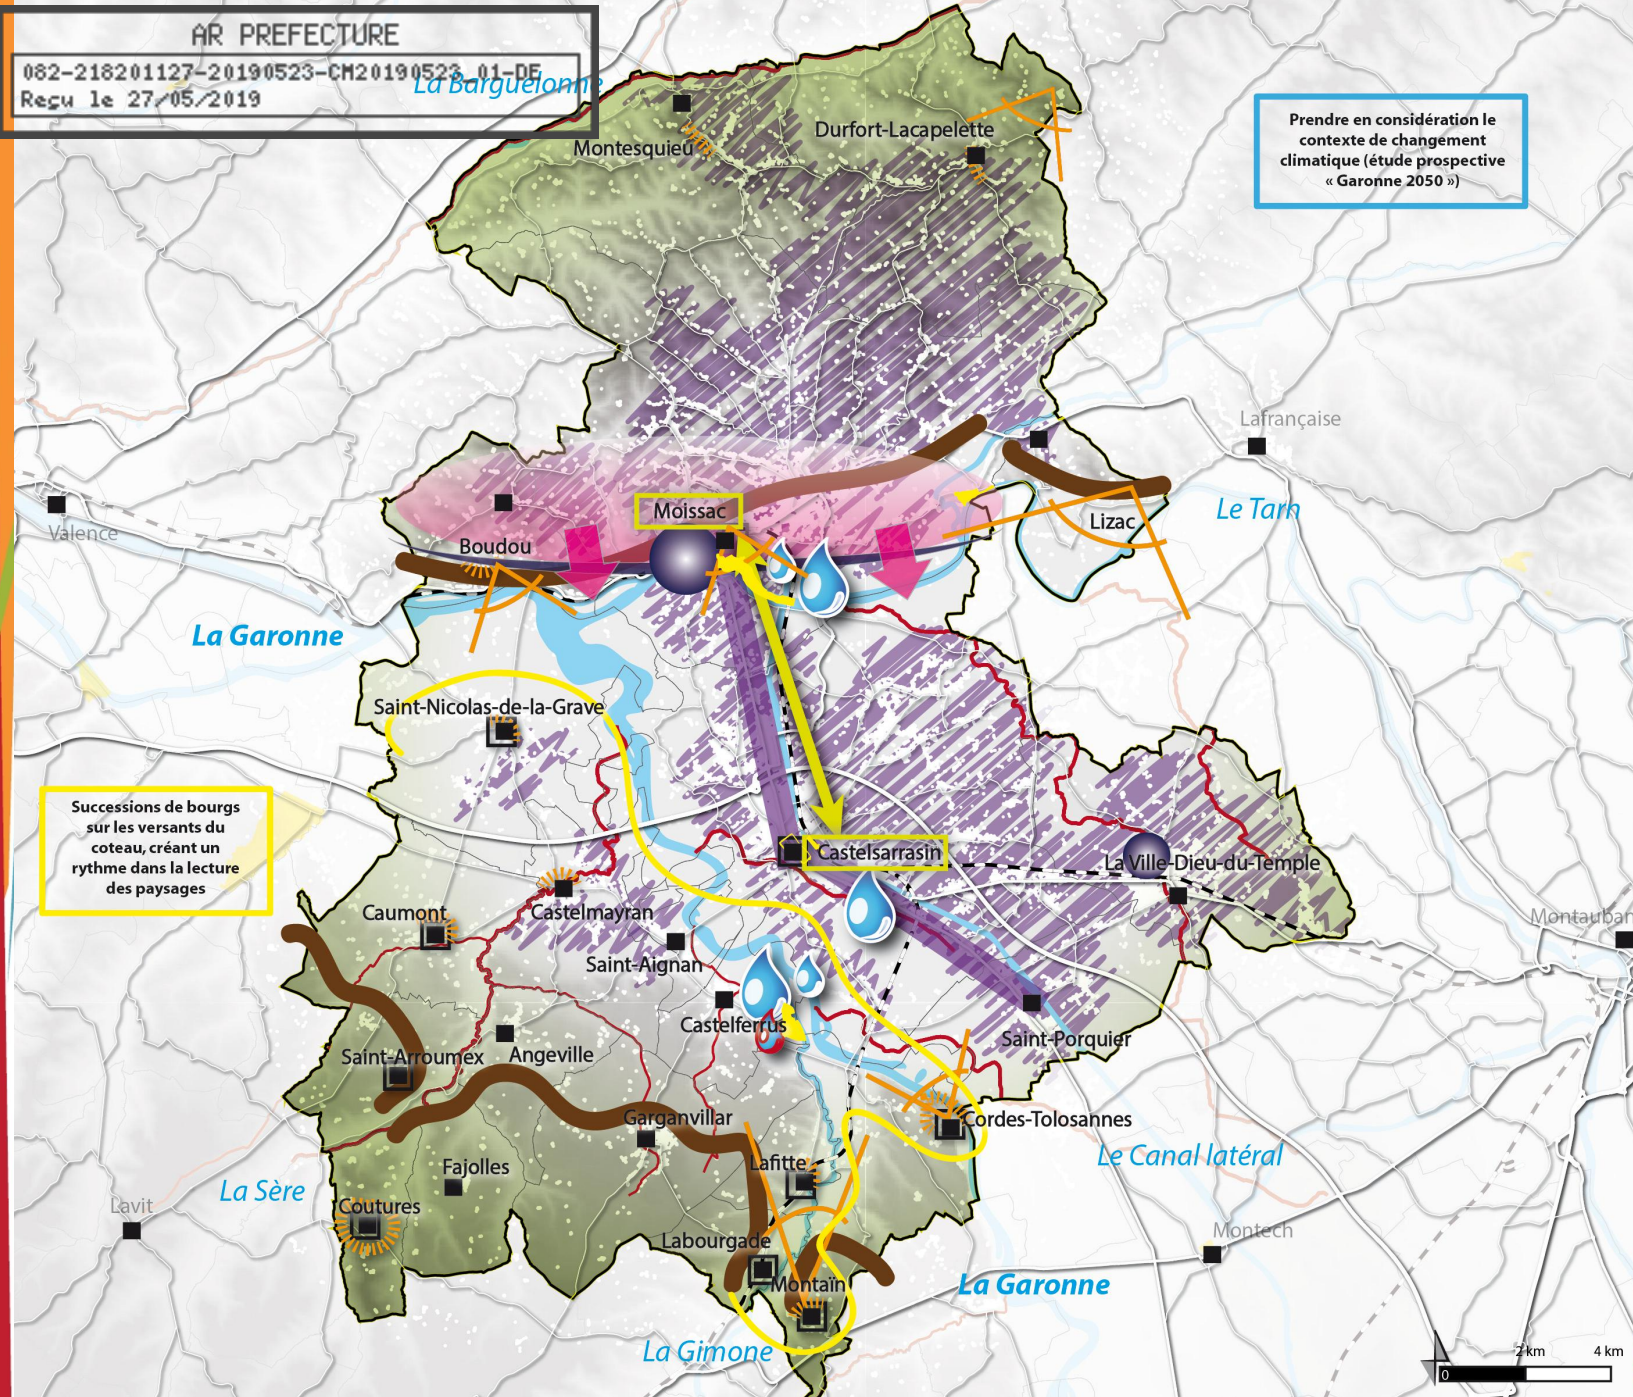 AR PREFECTURE
082-218201127-20190523-CM20190523_01-DE
Reçu le 27/05/2019
La Barguelonne
Montesquieu
Durfort-Lacapelette
Prendre en considération le
contexte de changement
climatique (étude prospective
« Garonne 2050 »)
Lafrançaise
Le Tarn
Valence
Moissac
Boudou
Lizac
La Garonne
Saint-Nicolas-de-la-Grave
Successions de bourgs
sur les versants du
coteau, créant un
rythme dans la lecture
des paysages
Castelsarrasin
La Ville-Dieu-du-Temple
Caumont
Castelmayran
Montauban
Saint-Aignan
Castelferrus
Saint-Porquier
Saint-Arroumex
Angeville
Garganvillar
Cordes-Tolosannes
Le Canal latéral
Lafitte
Fajolles
La Sère
Coutures
Lavit
Montech
Labourgade
Montaïn
La Garonne
La Gimone
2 km
4 km
0